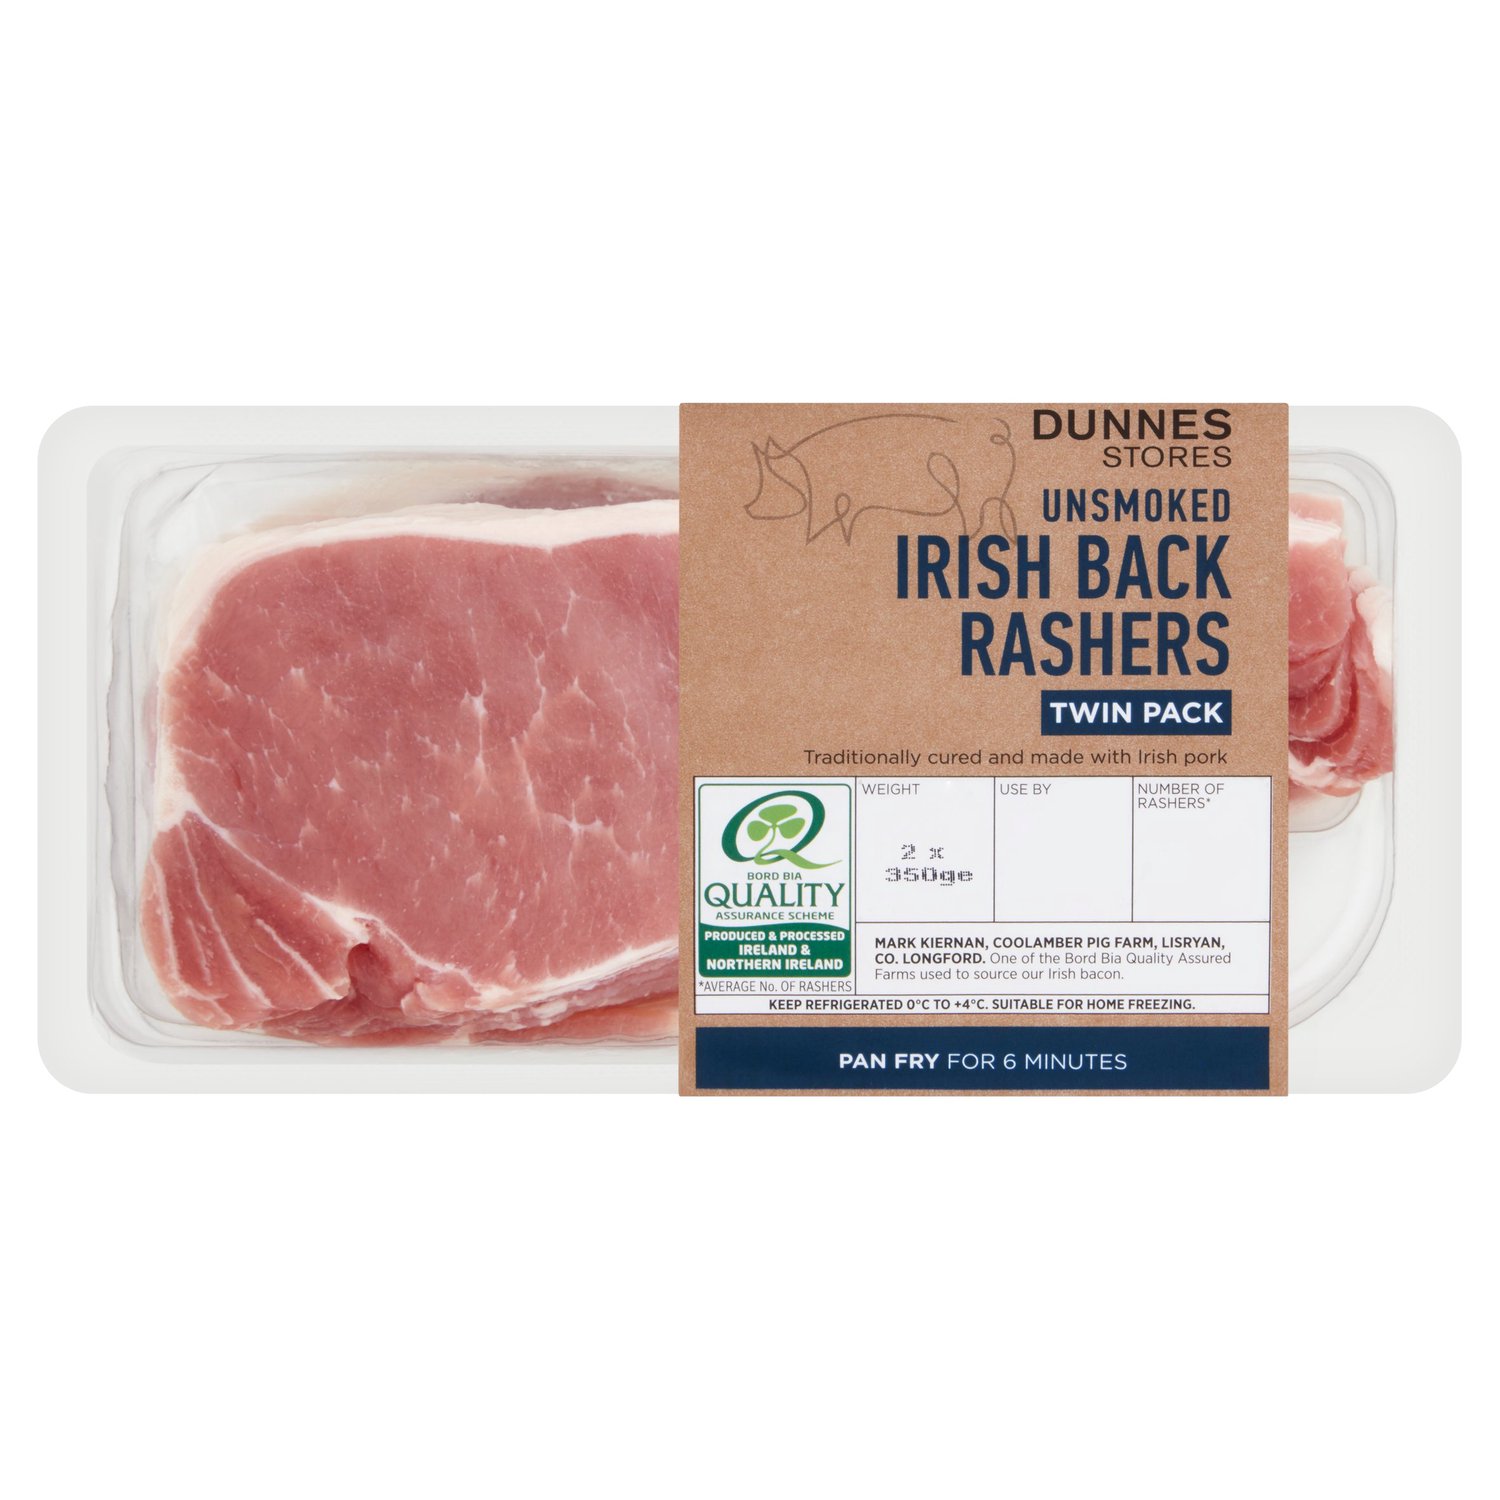 DUNNES
STORES
UNSMOKED
IRISH BACK
RASHERS
TWIN PACK
Traditionally cured and made with Irish pork
BORD BIA
QUALITY
ASSURANCE SCHEME
PRODUCED & PROCESSED
IRELAND &
NORTHERN IRELAND
*AVERAGE No. OF RASHERS
WEIGHT
2 x
350ge
USE BY
NUMBER OF
RASHERS*
MARK KIERNAN, COOLAMBER PIG FARM, LISRYAN,
CO. LONGFORD. One of the Bord Bia Quality Assured
Farms used to source our Irish bacon.
KEEP REFRIGERATED 0°C TO +4°C. SUITABLE FOR HOME FREEZING.
PAN FRY FOR 6 MINUTES